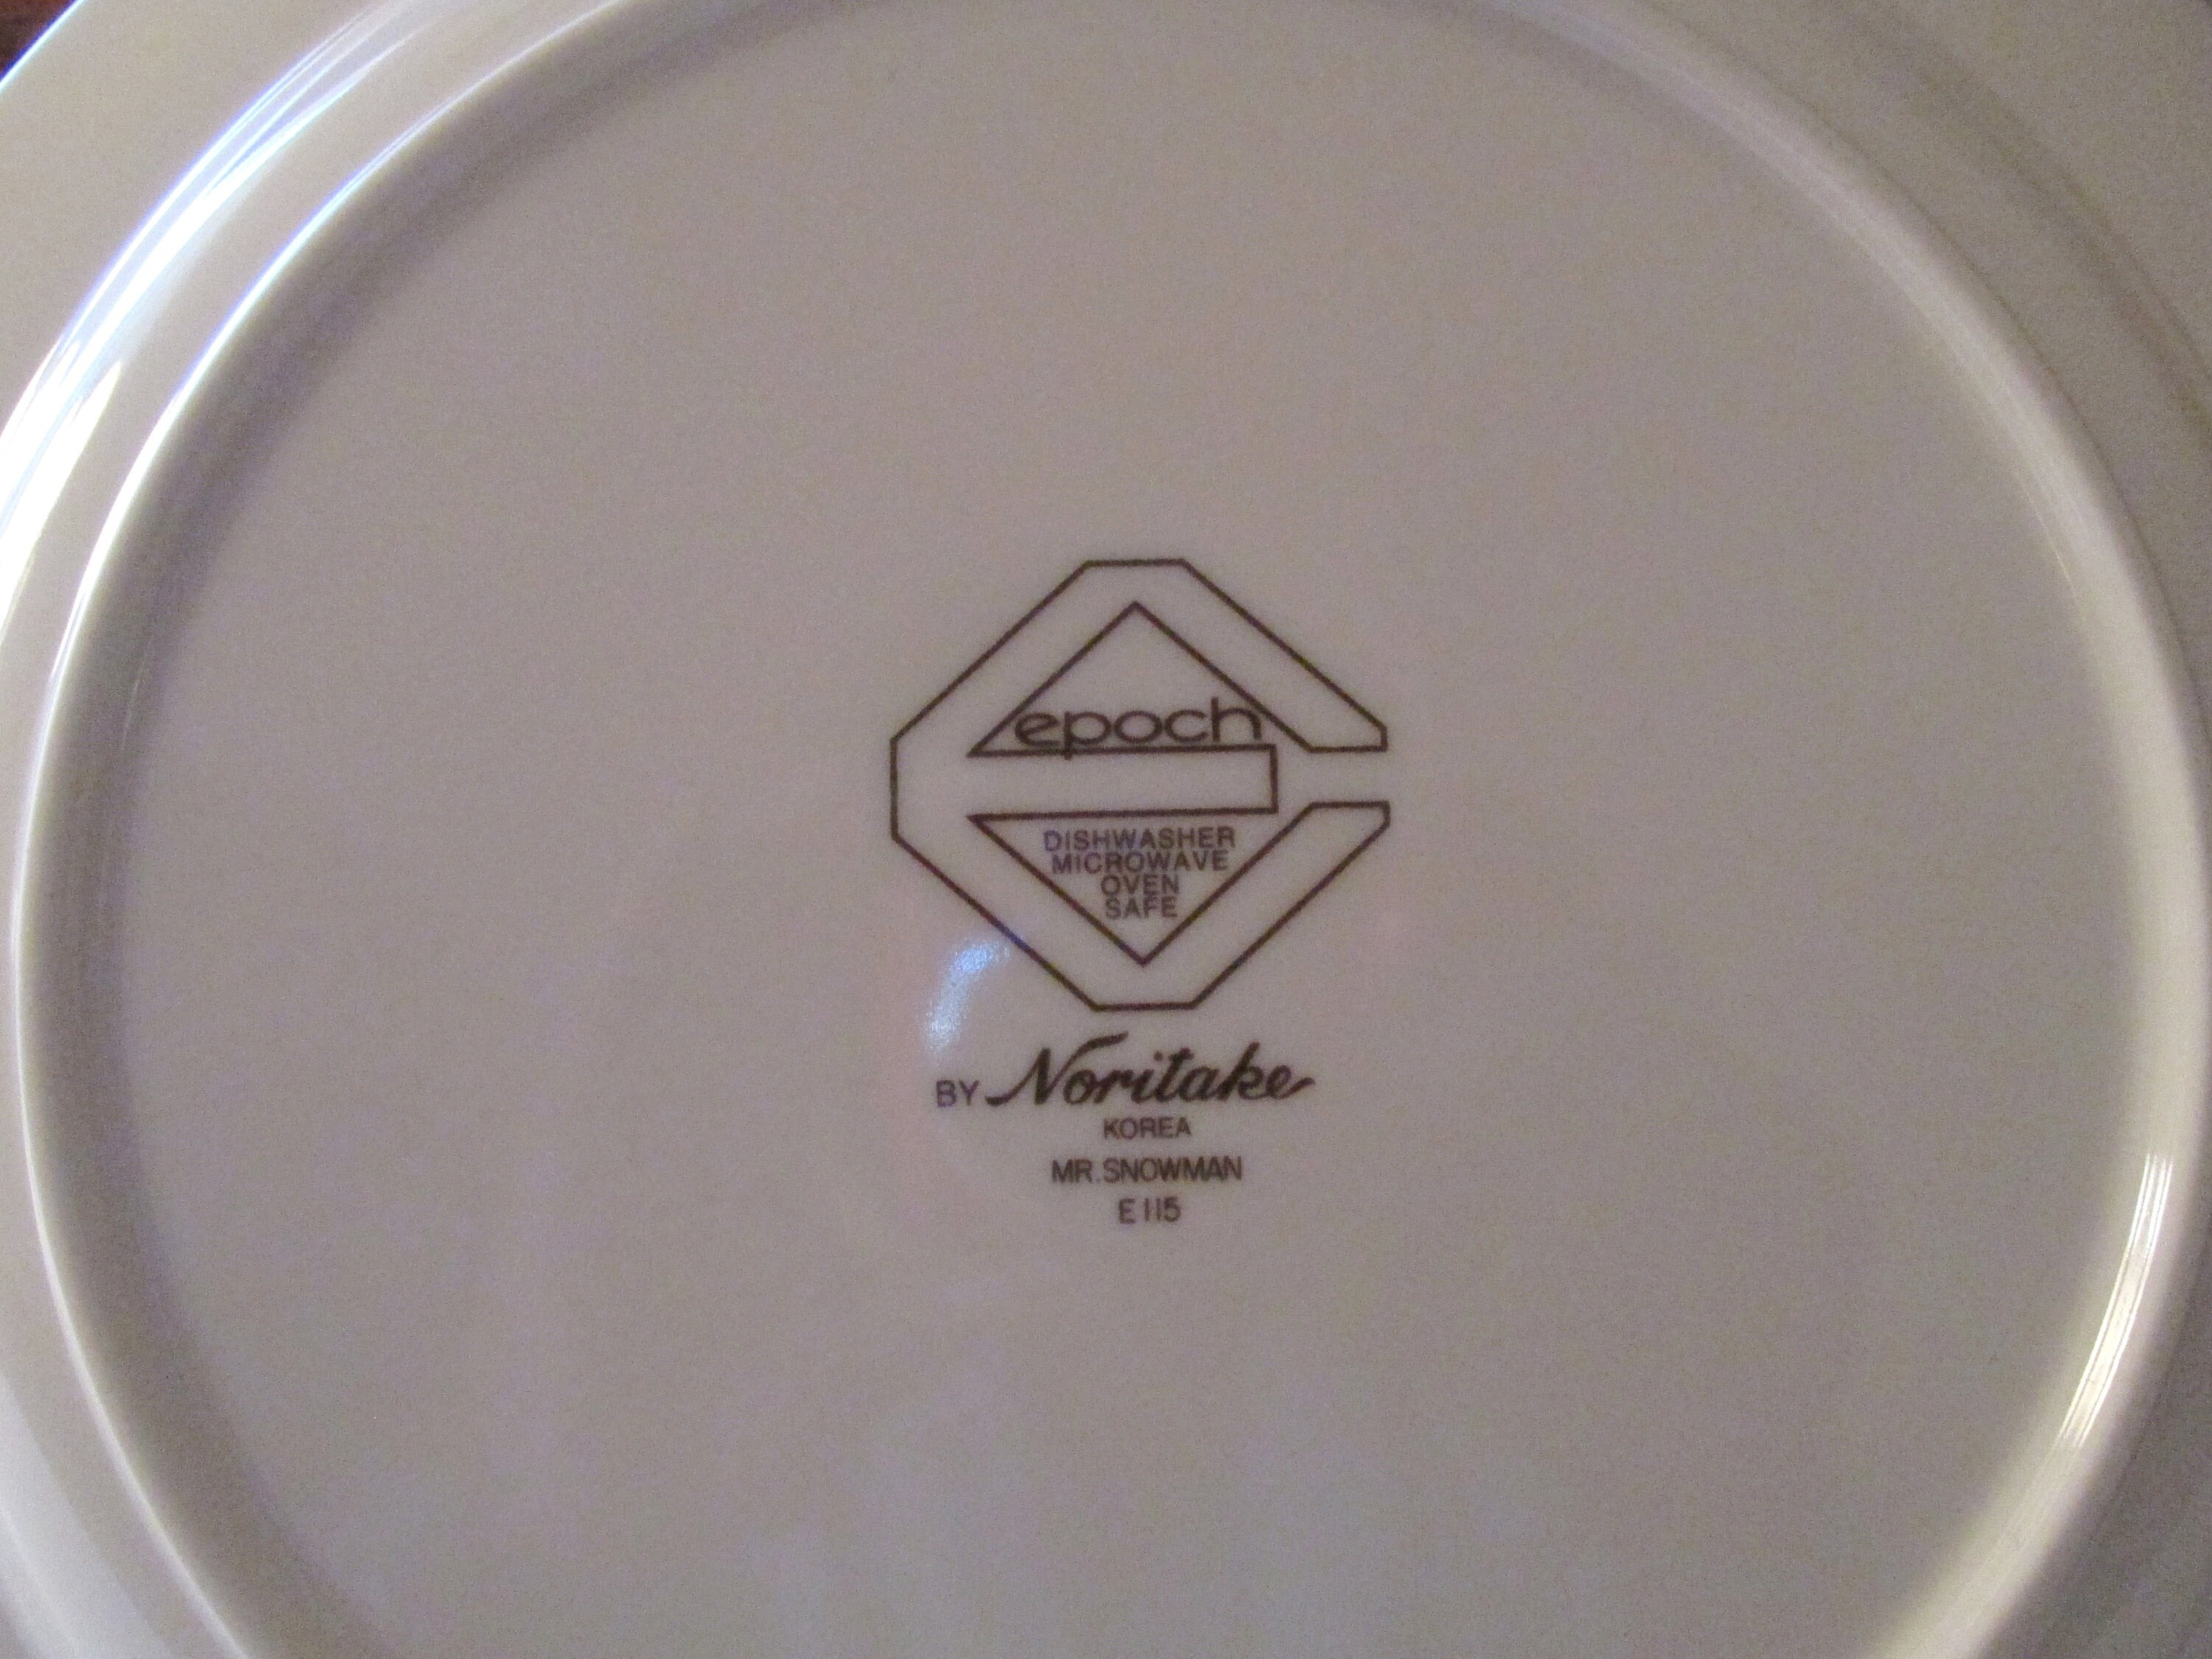 epoch
DISHWASHER
MICROWAVE
OVEN
SAFE
BY Noritake
KOREA
MR. SNOWMAN
E115